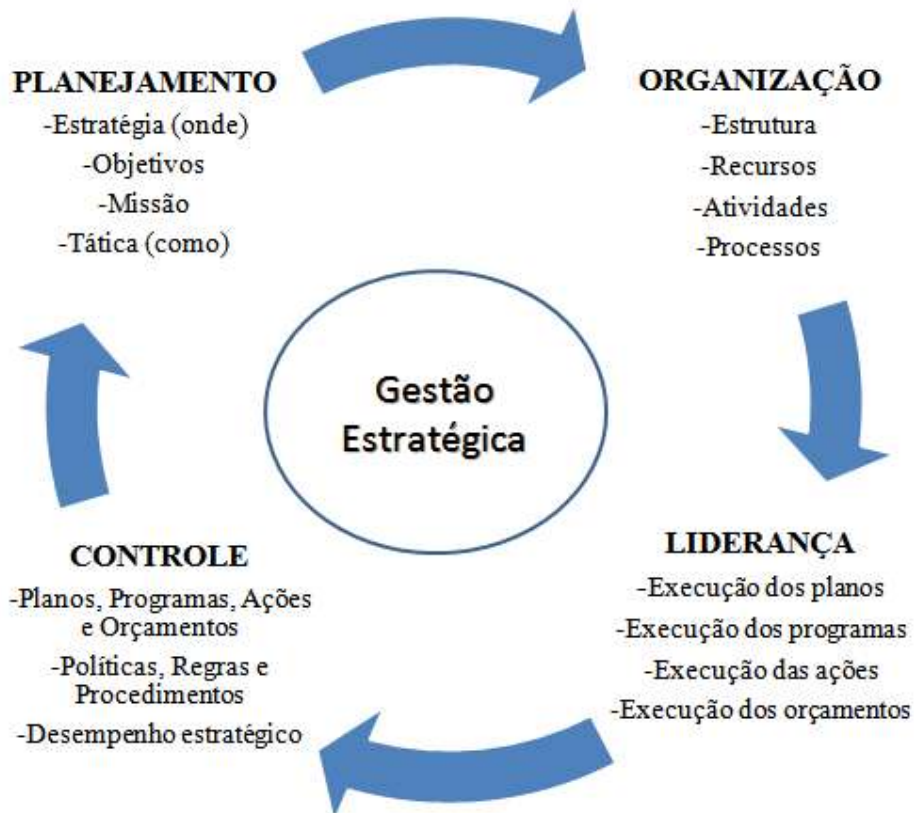 PLANEJAMENTO
-Estratégia (onde)
-Objetivos
-Missão
-Tática (como)
ORGANIZAÇÃO
-Estrutura
-Recursos
-Atividades
-Processos
Gestão
Estratégica
LIDERANÇA
-Execução dos planos
-Execução dos programas
-Execução das ações
-Execução dos orçamentos
CONTROLE
-Planos, Programas, Ações
e Orçamentos
-Políticas, Regras e
Procedimentos
-Desempenho estratégico